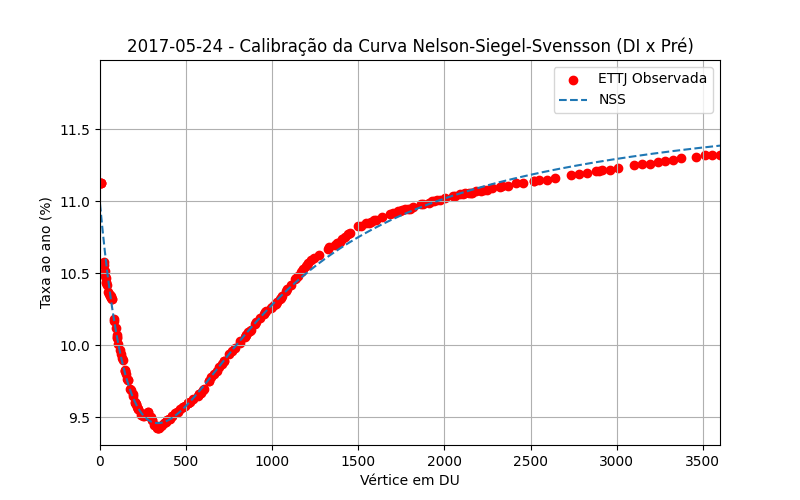 2017-05-24 - Calibração da Curva Nelson-Siegel-Svensson (DI x Pré)
ETTJ Observada
NSS
Taxa ao ano (%)
11.5
11.0
10.5
10.0
9.5
0 500 1000 1500 2000 2500 3000 3500
Vértice em DU